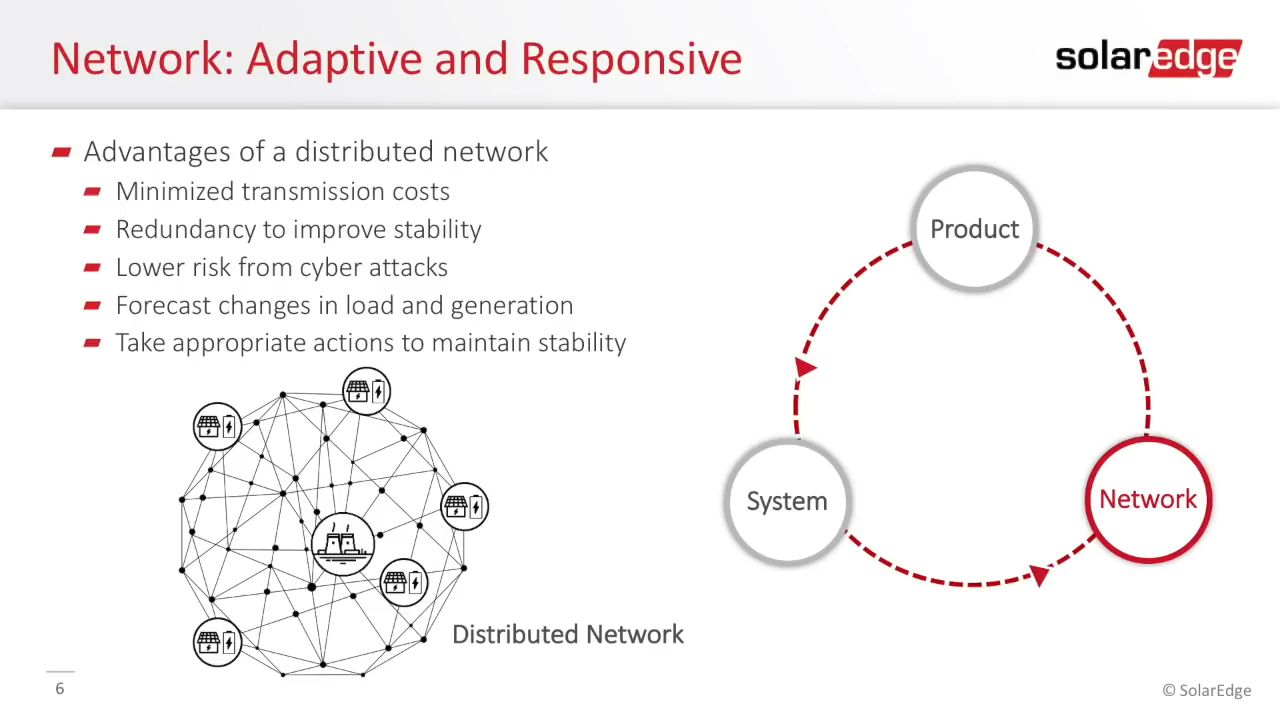 Network: Adaptive and Responsive
solaredge
Advantages of a distributed network
Minimized transmission costs
Redundancy to improve stability
Lower risk from cyber attacks
Forecast changes in load and generation
Take appropriate actions to maintain stability
Product
System
Network
Distributed Network
6
© SolarEdge